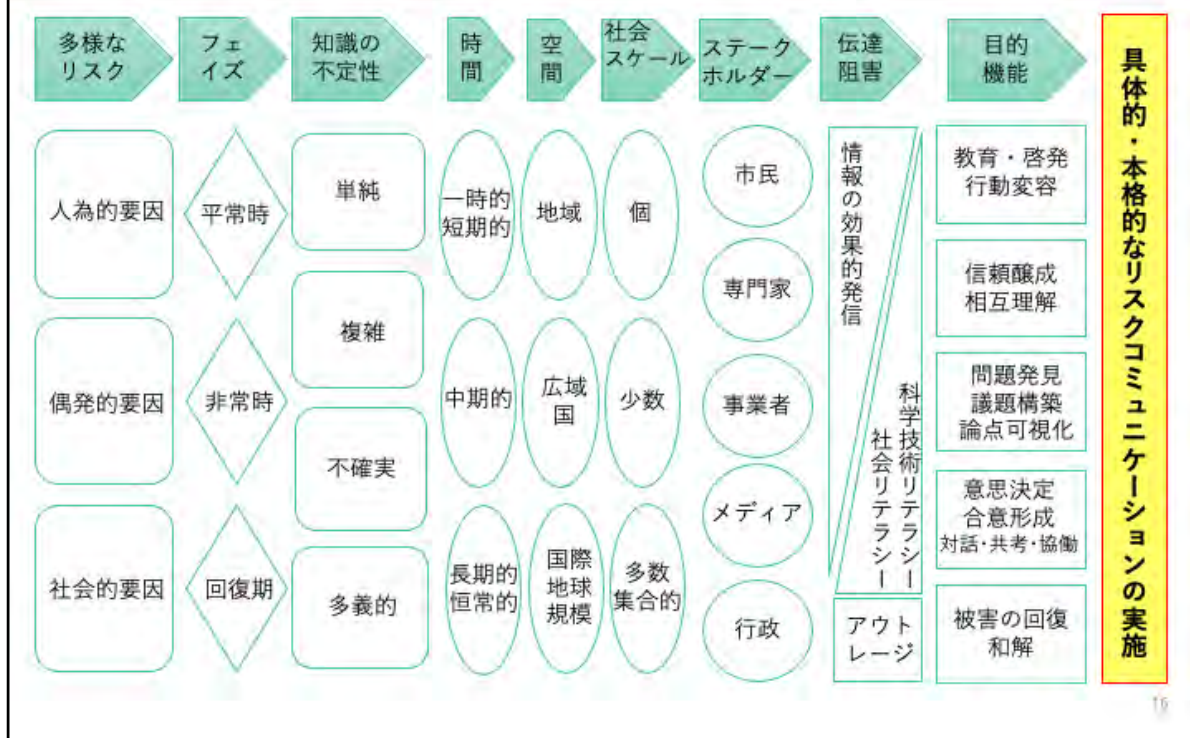 多様な
リスク
フェ
イズ
知識の
不定性
時
間
空
間
社会
スケール
ステーク
ホルダー
伝達
阻害
目的
機能
人為的要因
偶発的要因
社会的要因
平常時
非常時
回復期
単純
複雑
不確実
多義的
一時的
短期的
中期的
長期的
恒常的
地域
広域
国
国際
地球
規模
個
少数
多数
集合的
市民
専門家
事業者
メディア
行政
情報の効果的発信
科学技術リテラシー
社会リテラシー
アウト
レージ
教育・啓発
行動変容
信頼醸成
相互理解
問題発見
議題構築
論点可視化
意思決定
合意形成
対話・共考・協働
被害の回復
和解
具体的・本格的なリスクコミュニケーションの実施
16